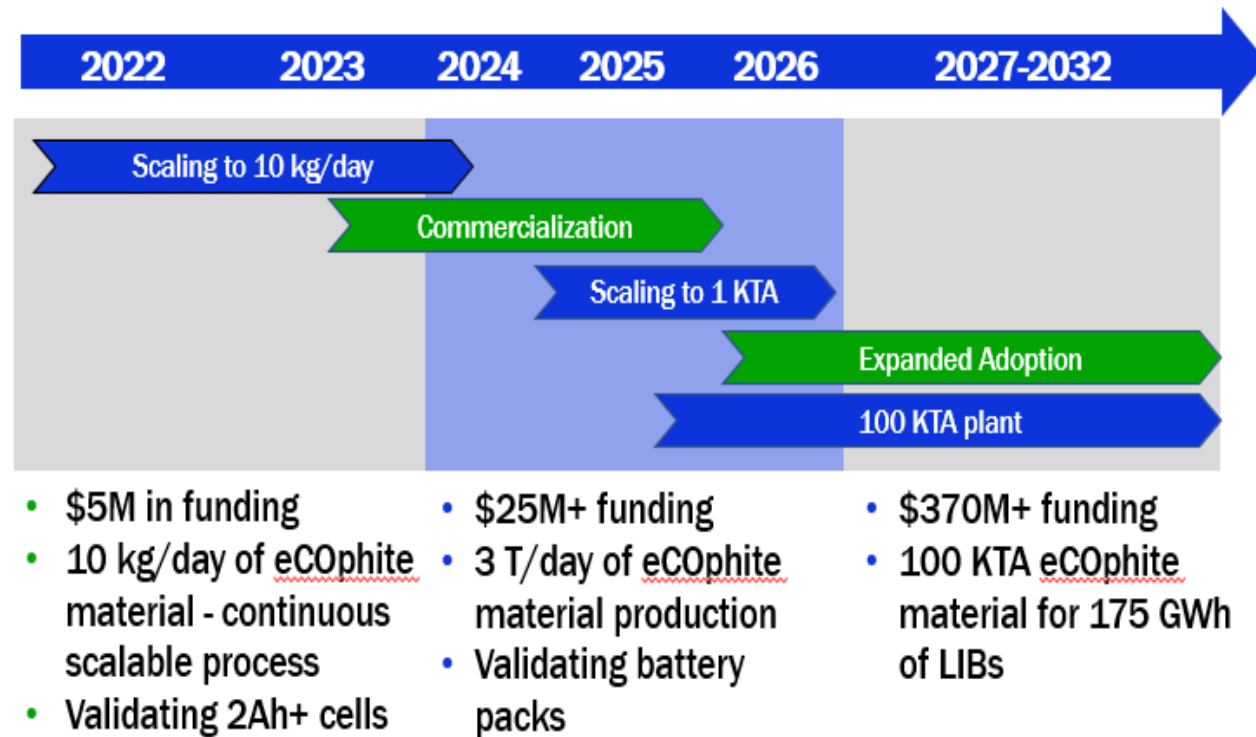 2022 2023 2024 2025 2026 2027-2032
Scaling to 10 kg/day
Commercialization
Scaling to 1 KTA
Expanded Adoption
100 KTA plant
• $5M in funding
• 10 kg/day of eCOphite
material - continuous
scalable process
• Validating 2Ah+ cells
• $25M+ funding
• 3 T/day of eCOphite
material production
• Validating battery
packs
• $370M+ funding
• 100 KTA eCOphite
material for 175 GWh
of LIBs